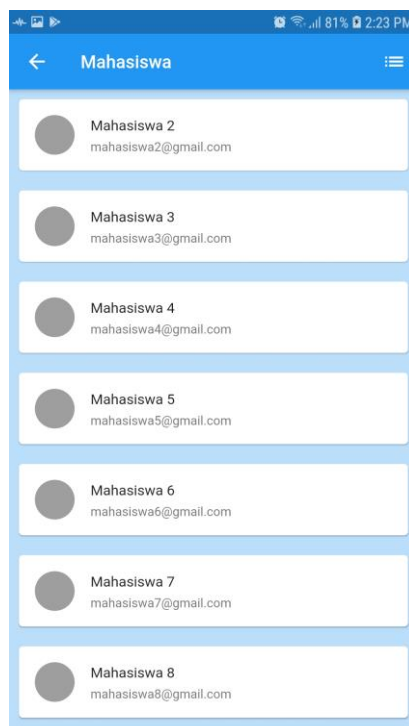 81% 2:23 PM
Mahasiswa
Mahasiswa 2
mahasiswa2@gmail.com
Mahasiswa 3
mahasiswa3@gmail.com
Mahasiswa 4
mahasiswa4@gmail.com
Mahasiswa 5
mahasiswa5@gmail.com
Mahasiswa 6
mahasiswa6@gmail.com
Mahasiswa 7
mahasiswa7@gmail.com
Mahasiswa 8
mahasiswa8@gmail.com